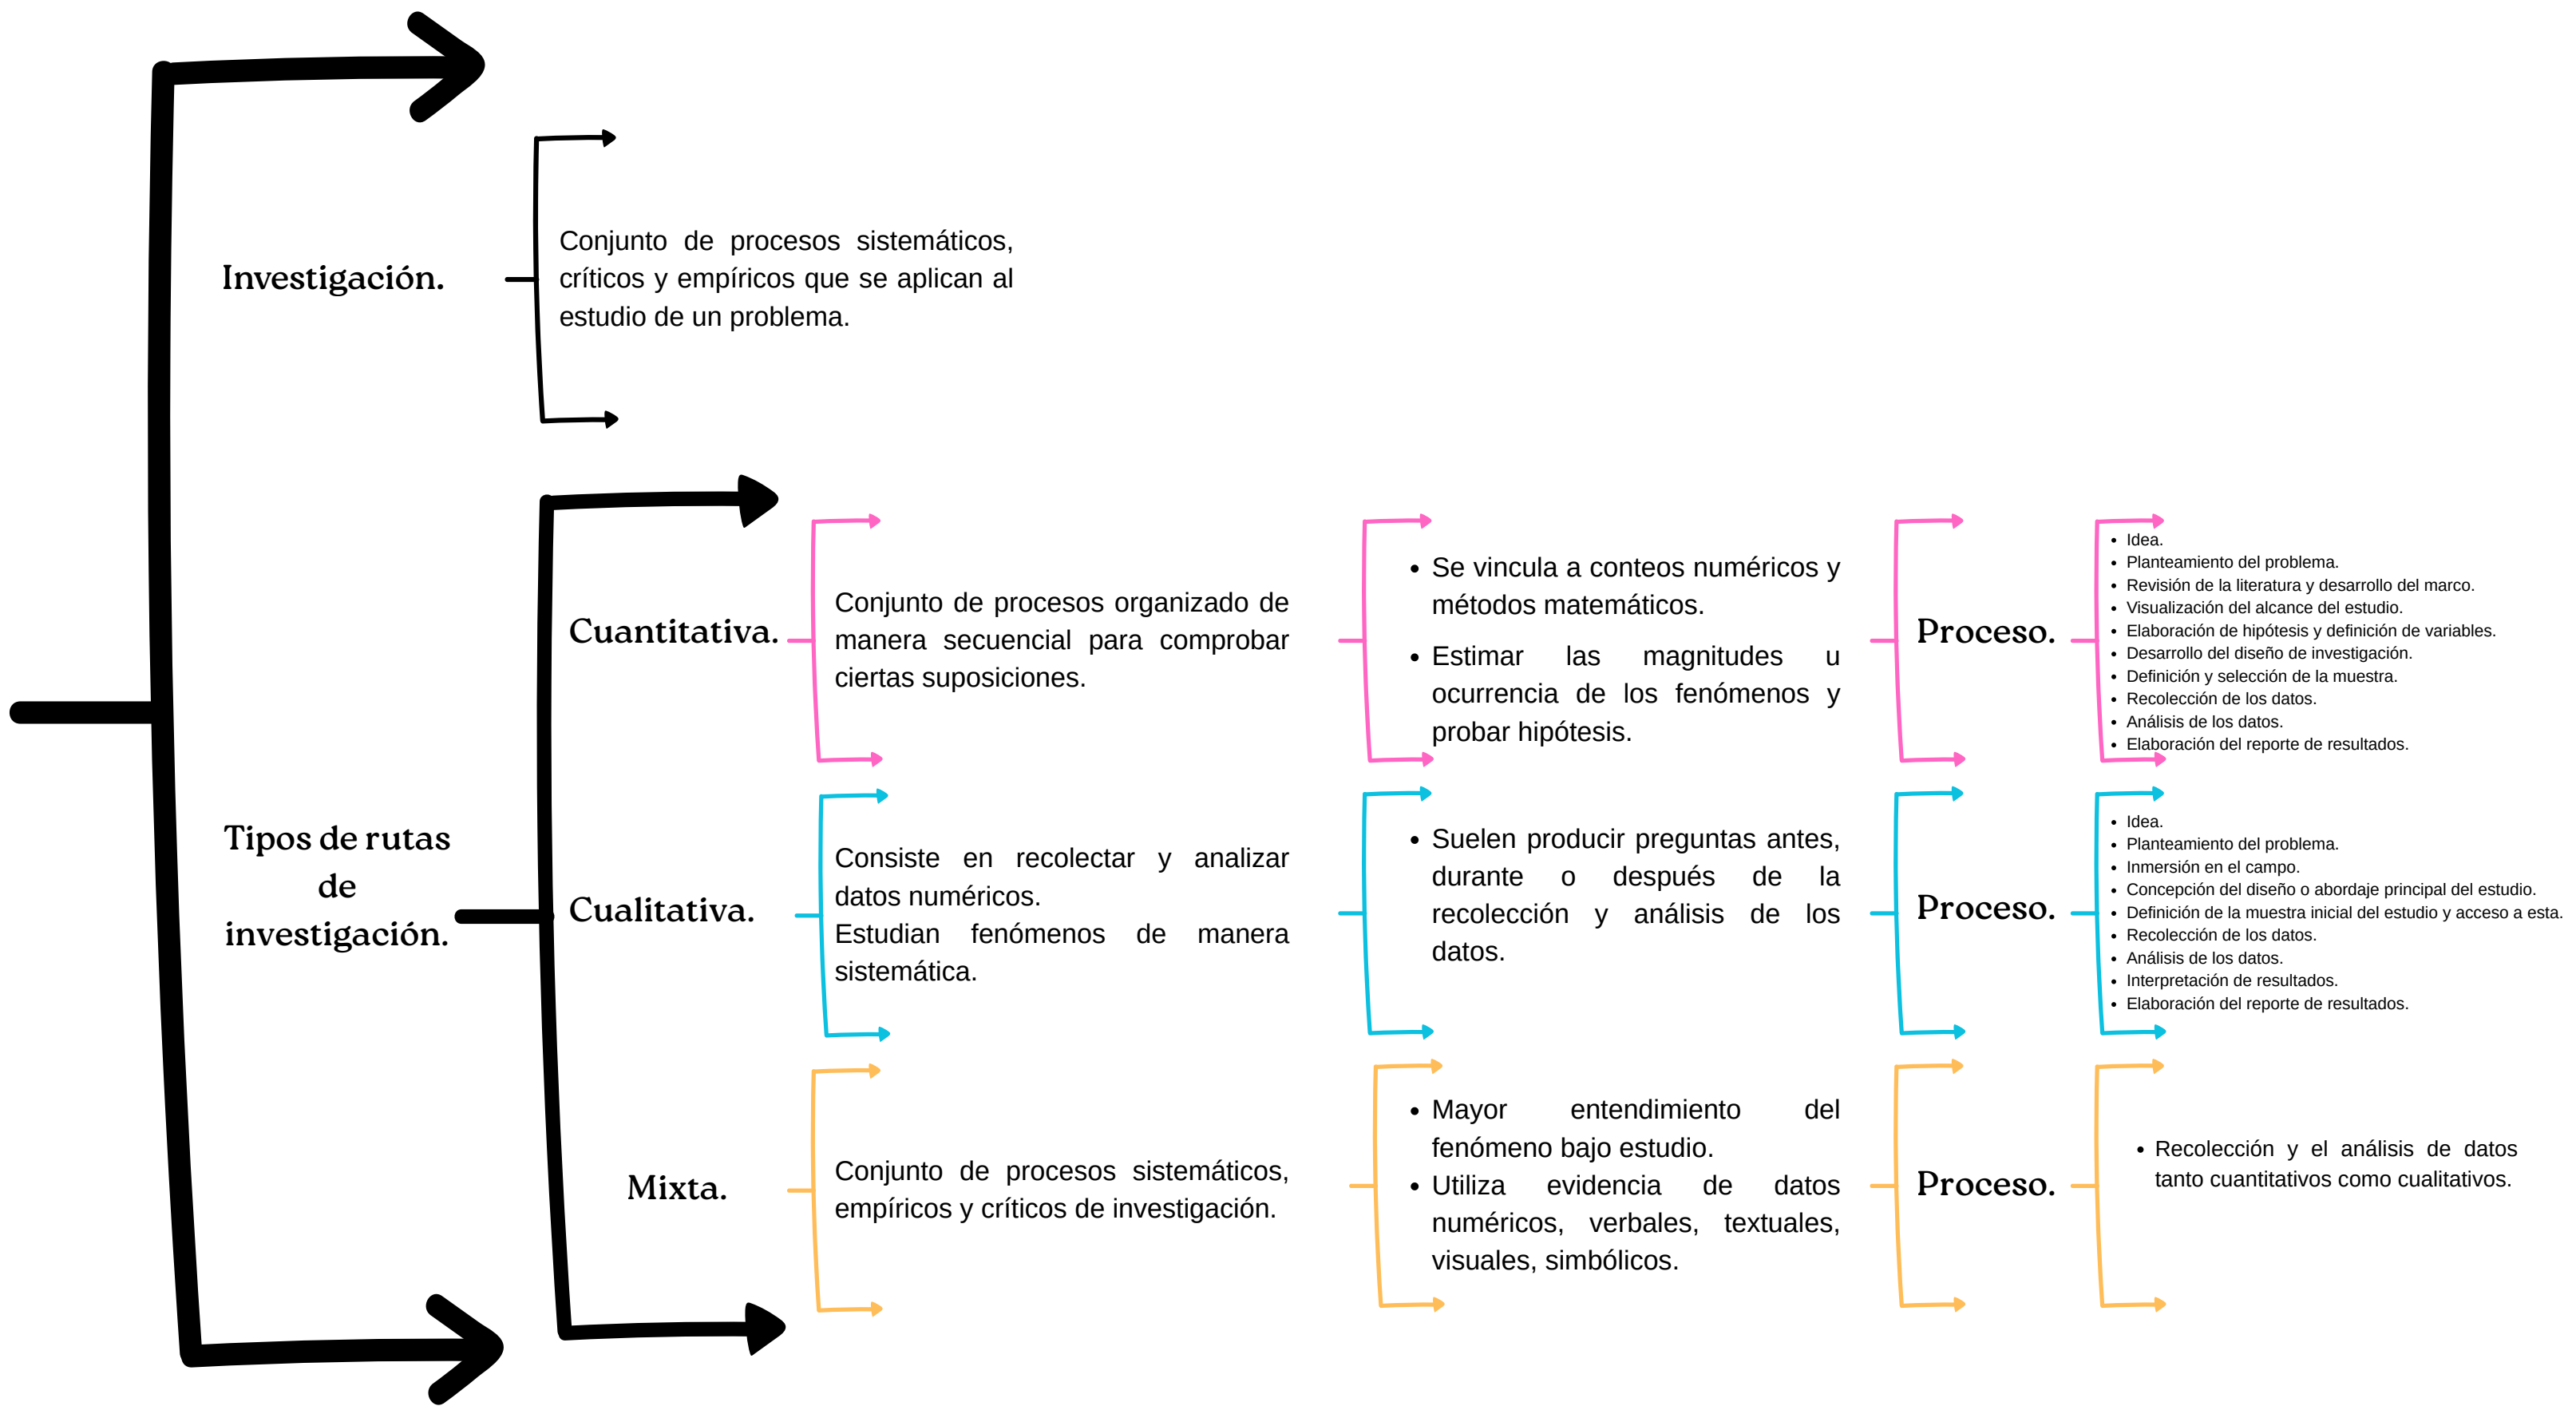 Investigación.
Conjunto de procesos sistemáticos,
críticos y empíricos que se aplican al
estudio de un problema.
Tipos de rutas
de
investigación.
Cuantitativa.
Conjunto de procesos organizado de
manera secuencial para comprobar
ciertas suposiciones.
• Se vincula a conteos numéricos y
métodos matemáticos.
• Estimar las magnitudes u
ocurrencia de los fenómenos y
probar hipótesis.
Proceso.
• Idea.
• Planteamiento del problema.
• Revisión de la literatura y desarrollo del marco.
• Visualización del alcance del estudio.
• Elaboración de hipótesis y definición de variables.
• Desarrollo del diseño de investigación.
• Definición y selección de la muestra.
• Recolección de los datos.
• Análisis de los datos.
• Elaboración del reporte de resultados.
Cualitativa.
Consiste en recolectar y analizar
datos numéricos.
Estudian fenómenos de manera
sistemática.
• Suelen producir preguntas antes,
durante o después de la
recolección y análisis de los
datos.
Proceso.
• Idea.
• Planteamiento del problema.
• Inmersión en el campo.
• Concepción del diseño o abordaje principal del estudio.
• Definición de la muestra inicial del estudio y acceso a esta.
• Recolección de los datos.
• Análisis de los datos.
• Interpretación de resultados.
• Elaboración del reporte de resultados.
Mixta.
Conjunto de procesos sistemáticos,
empíricos y críticos de investigación.
• Mayor entendimiento del
fenómeno bajo estudio.
• Utiliza evidencia de datos
numéricos, verbales, textuales,
visuales, simbólicos.
Proceso.
• Recolección y el análisis de datos
tanto cuantitativos como cualitativos.